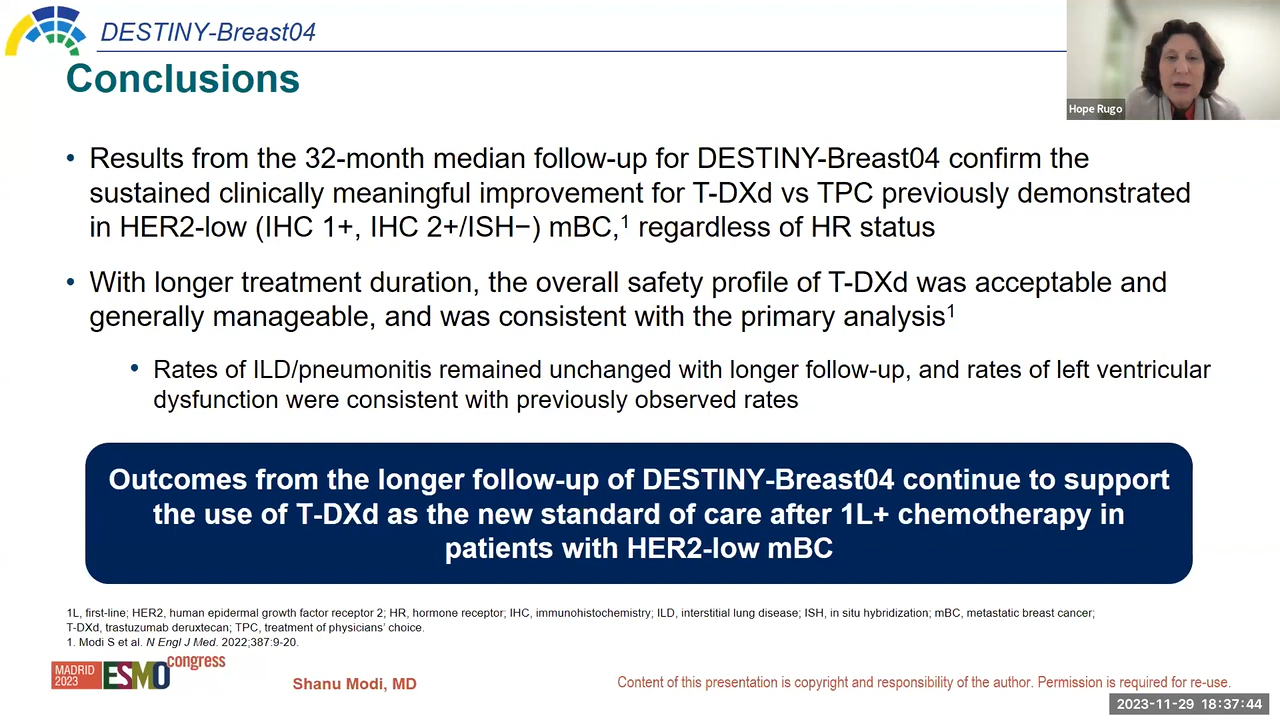 DESTINY-Breast04
Conclusions
Hope Rugo
• Results from the 32-month median follow-up for DESTINY-Breast04 confirm the
sustained clinically meaningful improvement for T-DXd vs TPC previously demonstrated
in HER2-low (IHC 1+, IHC 2+/ISH−) mBC,¹ regardless of HR status
• With longer treatment duration, the overall safety profile of T-DXd was acceptable and
generally manageable, and was consistent with the primary analysis¹
• Rates of ILD/pneumonitis remained unchanged with longer follow-up, and rates of left ventricular
dysfunction were consistent with previously observed rates
Outcomes from the longer follow-up of DESTINY-Breast04 continue to support
the use of T-DXd as the new standard of care after 1L+ chemotherapy in
patients with HER2-low mBC
1L, first-line; HER2, human epidermal growth factor receptor 2; HR, hormone receptor; IHC, immunohistochemistry; ILD, interstitial lung disease; ISH, in situ hybridization; mBC, metastatic breast cancer;
T-DXd, trastuzumab deruxtecan; TPC, treatment of physicians’ choice.
1. Modi S et al. N Engl J Med. 2022;387:9-20.
MADRID
2023
ESMO congress
Shanu Modi, MD
Content of this presentation is copyright and responsibility of the author. Permission is required for re-use.
2023-11-29 18:37:44